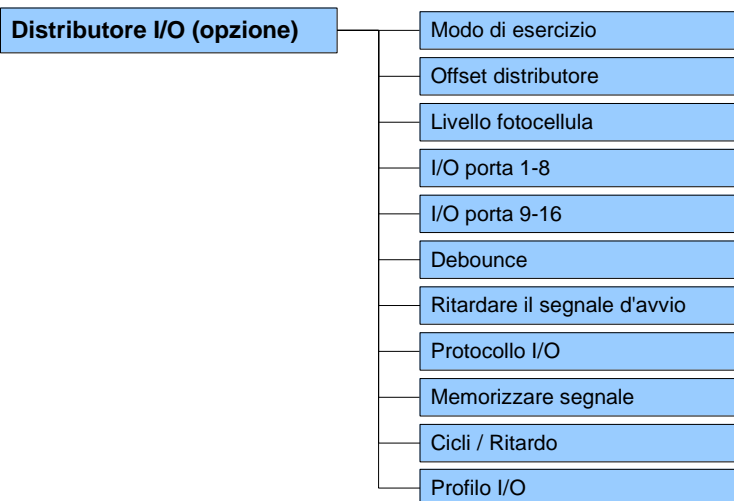 Distributore I/O (opzione)
Modo di esercizio
Offset distributore
Livello fotocellula
I/O porta 1-8
I/O porta 9-16
Debounce
Ritardare il segnale d'avvio
Protocollo I/O
Memorizzare segnale
Cicli / Ritardo
Profilo I/O